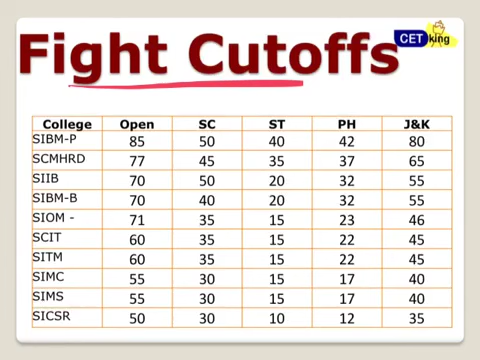 Fight Cutoffs
CET king
College Open SC ST PH J&K
SIBM-P 85 50 40 42 80
SCMHRD 77 45 35 37 65
SIIB 70 50 20 32 55
SIBM-B 70 40 20 32 55
SIOM - 71 35 15 23 46
SCIT 60 35 15 22 45
SITM 60 35 15 22 45
SIMC 55 30 15 17 40
SIMS 55 30 15 17 40
SICSR 50 30 10 12 35